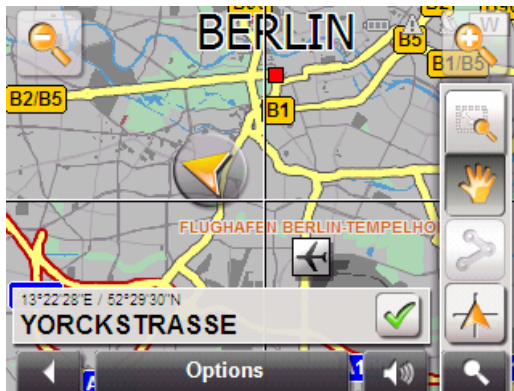 BERLIN
W
B5
B1/B5
B2/B5
B1
FLUGHAFEN BERLIN-TEMPELHO
13°22'28"E / 52°29'30"N
YORCKSTRASSE
Options